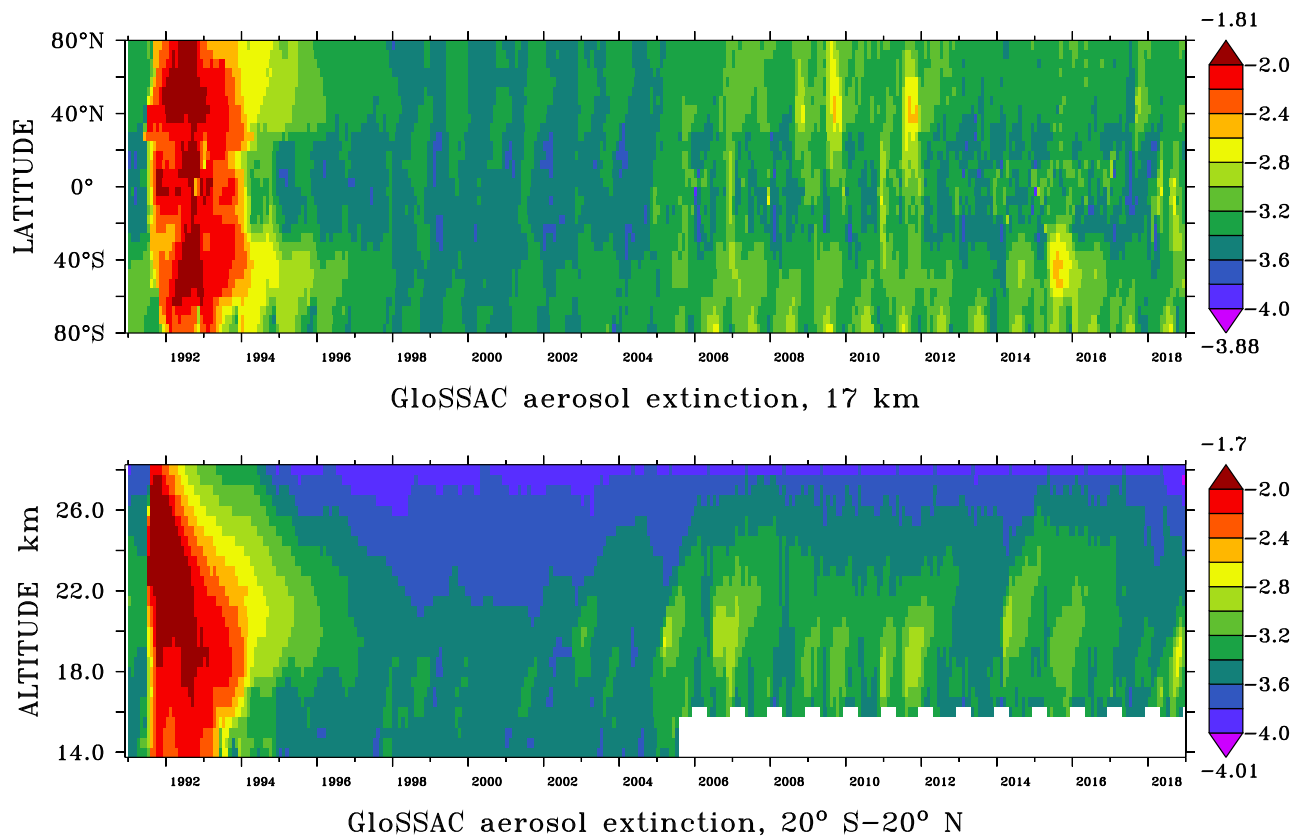 −1.81
80°N
40°N
0°
40°S
80°S
LATITUDE
−2.0
−2.4
−2.8
−3.2
−3.6
−4.0
−3.88
1992 1994 1996 1998 2000 2002 2004 2006 2008 2010 2012 2014 2016 2018
GloSSAC aerosol extinction, 17 km
−1.7
26.0
22.0
18.0
14.0
ALTITUDE km
−2.0
−2.4
−2.8
−3.2
−3.6
−4.0
−4.01
1992 1994 1996 1998 2000 2002 2004 2006 2008 2010 2012 2014 2016 2018
GloSSAC aerosol extinction, 20° S−20° N